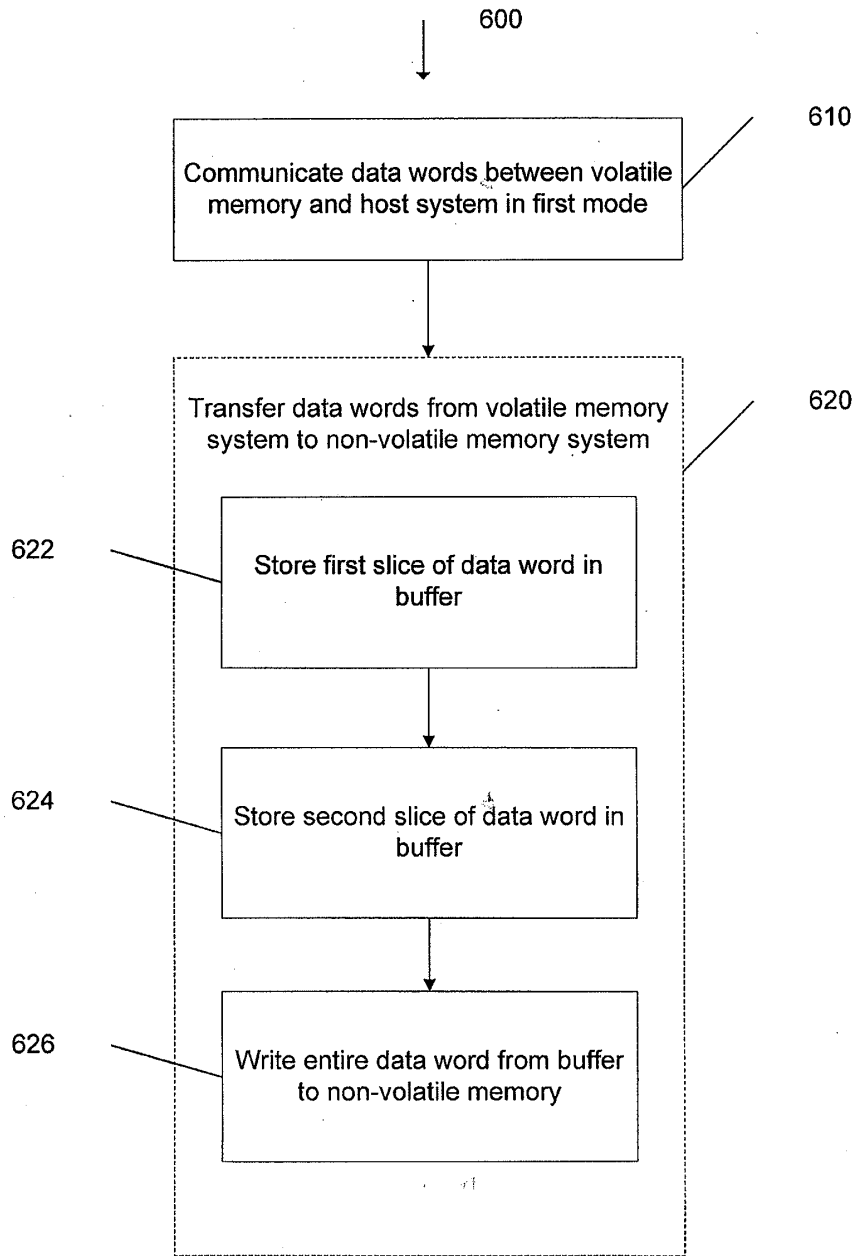 600
610
Communicate data words between volatile
memory and host system in first mode
620
Transfer data words from volatile memory
system to non-volatile memory system
622
Store first slice of data word in
buffer
624
Store second slice of data word in
buffer
626
Write entire data word from buffer
to non-volatile memory